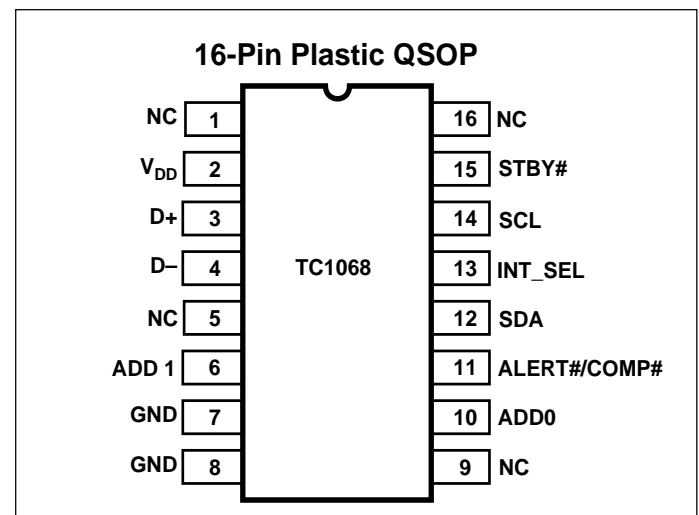 16-Pin Plastic QSOP
NC 1 16 NC
VDD 2 15 STBY#
D+ 3 14 SCL
D– 4 TC1068 13 INT_SEL
NC 5 12 SDA
ADD 1 6 11 ALERT#/COMP#
GND 7 10 ADD0
GND 8 9 NC